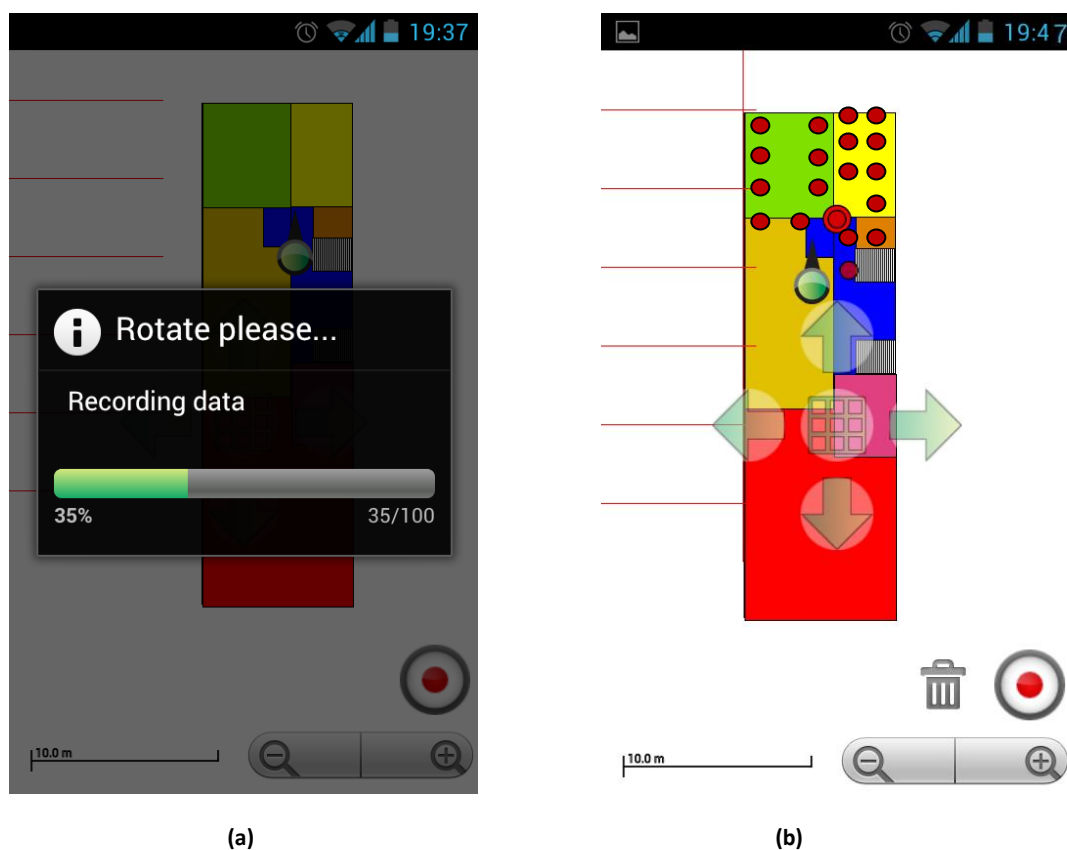 19:37
19:47
Rotate please...
Recording data
35%
35/100
10.0 m
10.0 m
(a)
(b)